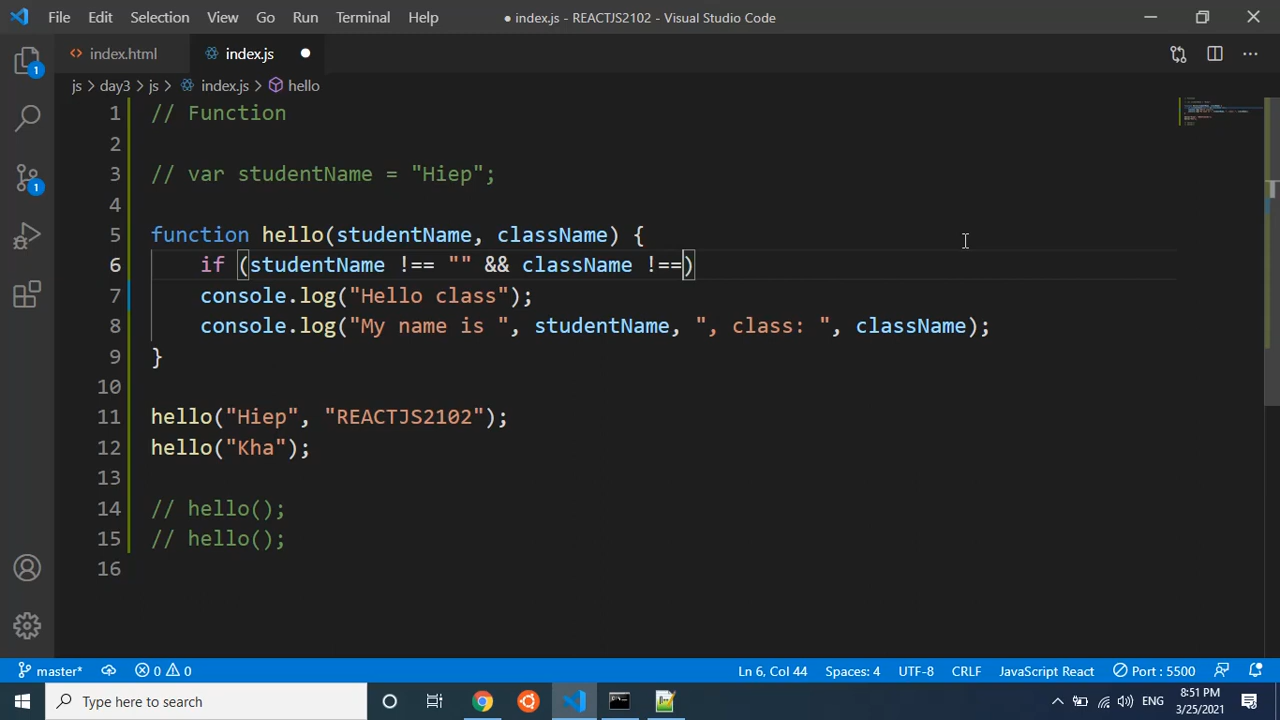 File Edit Selection View Go Run Terminal Help ● index.js - REACTJS2102 - Visual Studio Code
index.html index.js
js > day3 > js > index.js > hello
1 // Function
2
3 // var studentName = "Hiep";
4
5 function hello(studentName, className) {
6 if (studentName !== "" && className !==)
7 console.log("Hello class");
8 console.log("My name is ", studentName, ", class: ", className);
9 }
10
11 hello("Hiep", "REACTJS2102");
12 hello("Kha");
13
14 // hello();
15 // hello();
16
1
1
master* 0 0 Ln 6, Col 44 Spaces: 4 UTF-8 CRLF JavaScript React Port : 5500
Type here to search ENG 8:51 PM
3/25/2021